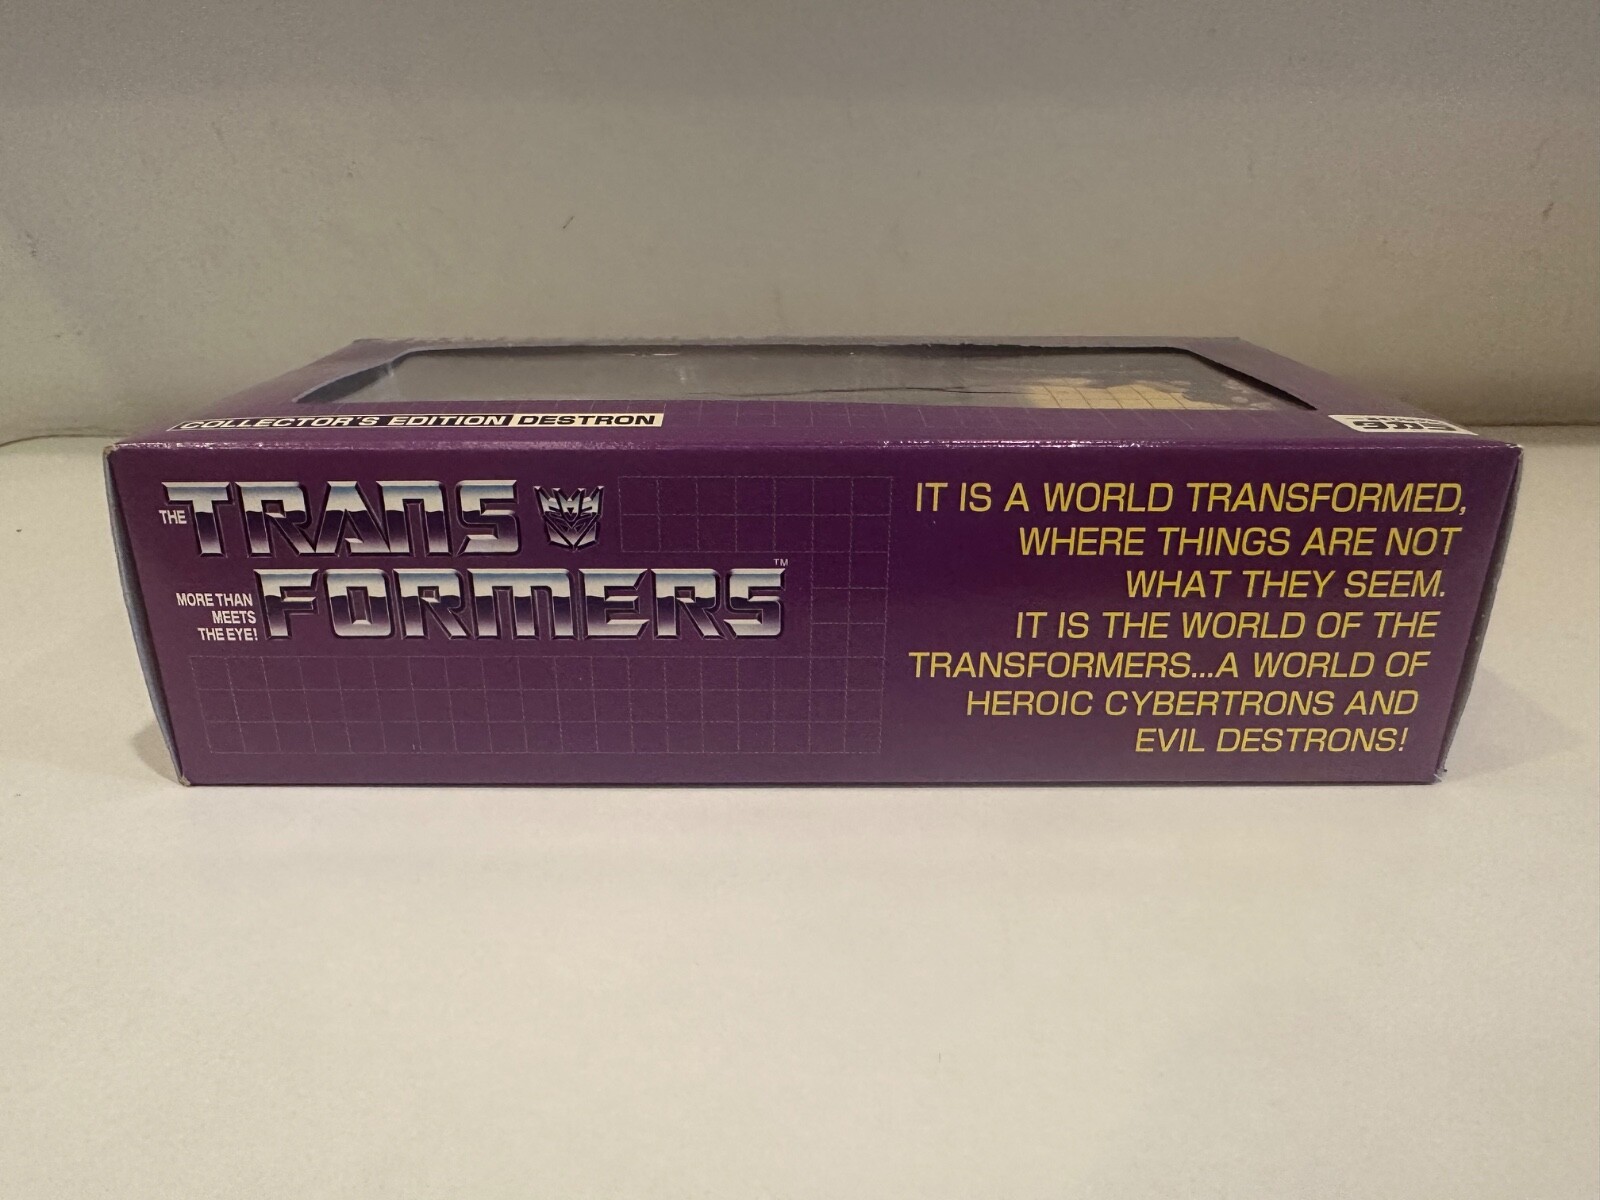 COLLECTOR'S EDITION DESTRON
THE TRANS
FORMERS™
MORE THAN
MEETS
THE EYE!
IT IS A WORLD TRANSFORMED,
WHERE THINGS ARE NOT
WHAT THEY SEEM.
IT IS THE WORLD OF THE
TRANSFORMERS...A WORLD OF
HEROIC CYBERTRONS AND
EVIL DESTRONS!